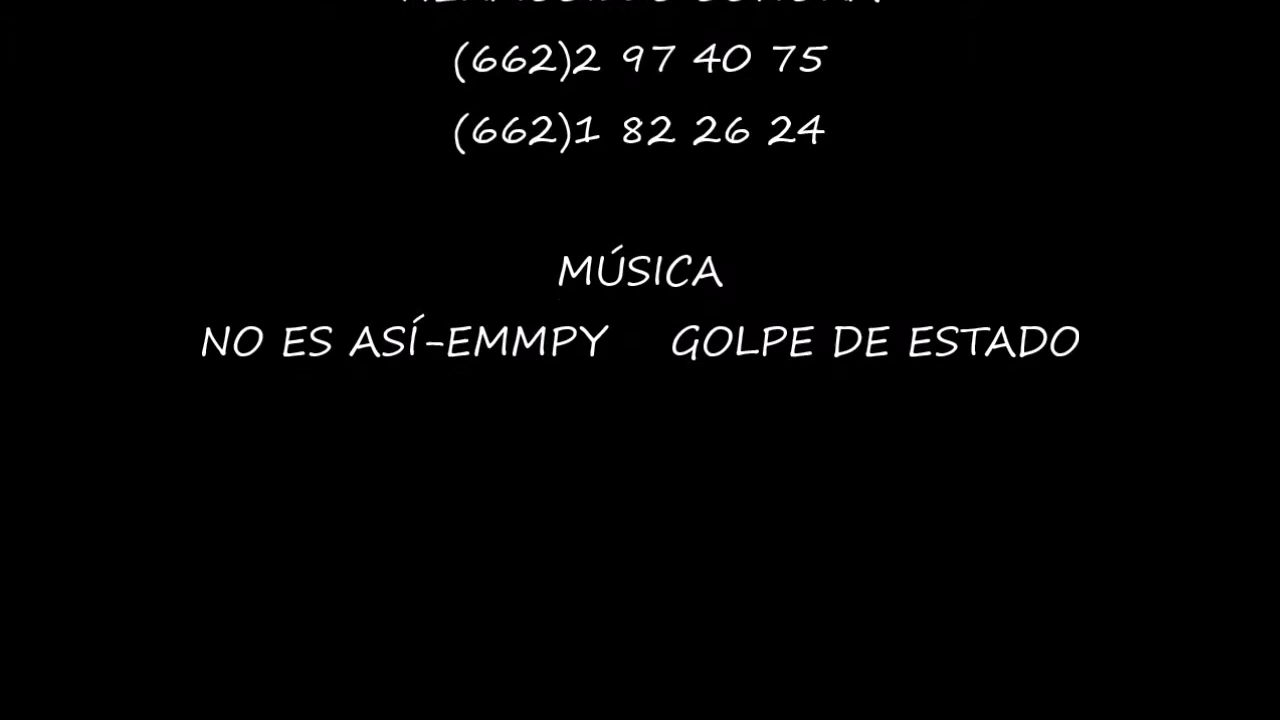 (662)2 97 40 75
(662)1 82 26 24
MÚSICA
NO ES ASÍ-EMMPY GOLPE DE ESTADO